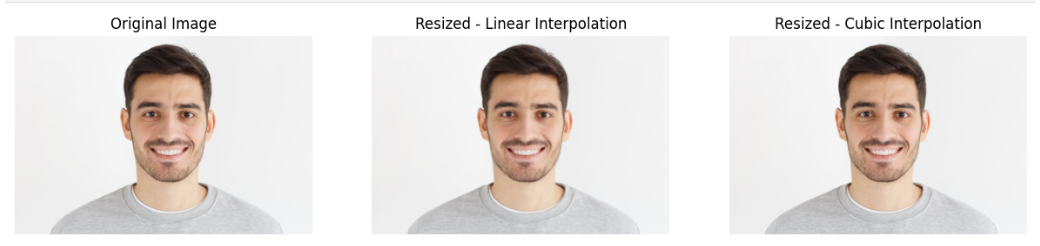 Original Image
Resized - Linear Interpolation
Resized - Cubic Interpolation